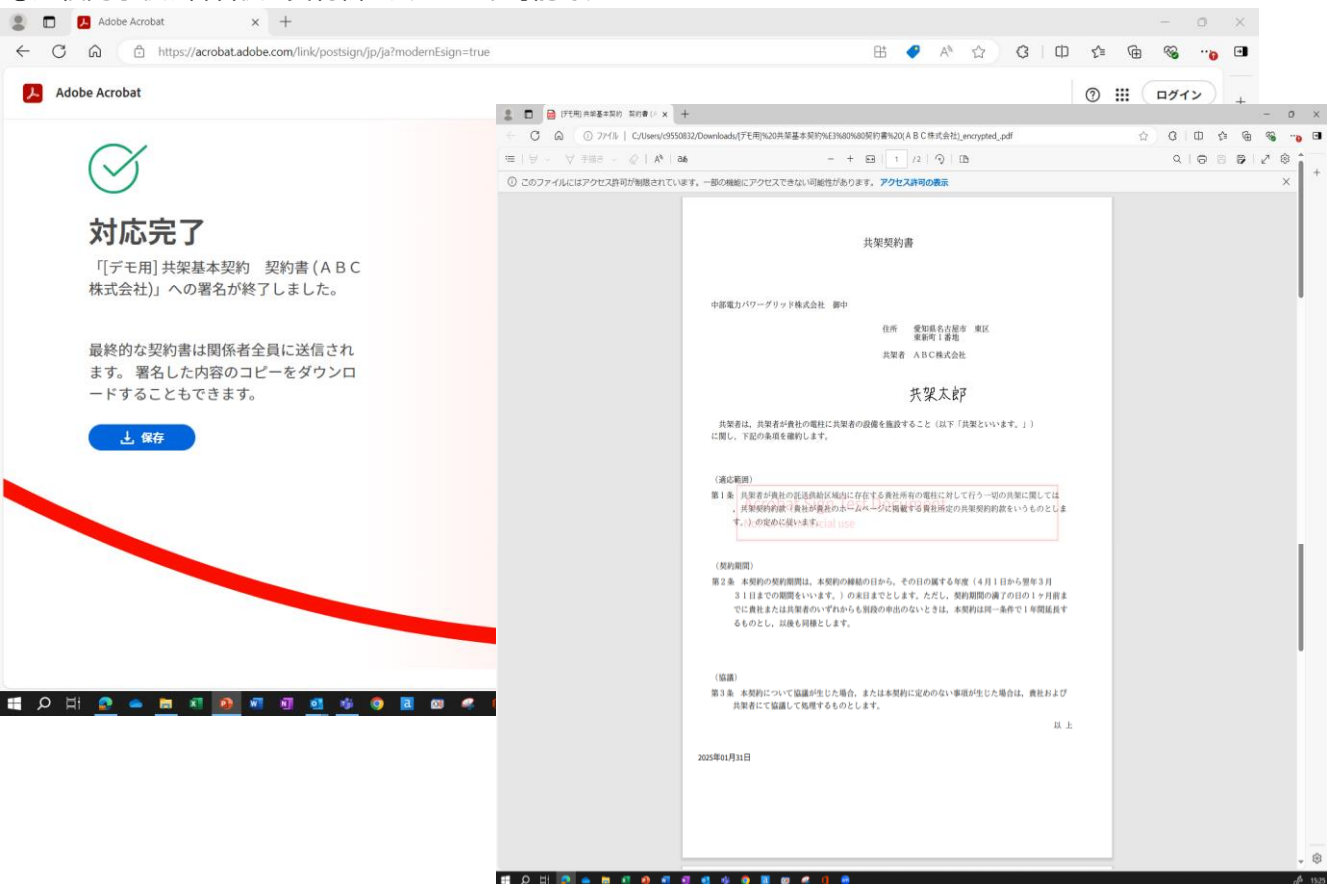 Adobe Acrobat
https://acrobat.adobe.com/link/postsign/jp/ja?modernEsign=true
Adobe Acrobat
ログイン
対応完了
「[デモ用] 共架基本契約　契約書 (ＡＢＣ
株式会社)」への署名が終了しました。
最終的な契約書は関係者全員に送信され
ます。 署名した内容のコピーをダウンロ
ードすることもできます。
保存
[デモ用] 共架基本契約　契約書 (
ファイル | C:/Users/c9550832/Downloads/[デモ用]%20共架基本契約%E3%80%80契約書%20(ＡＢＣ株式会社)_encrypted_.pdf
手描き
1 /2
このファイルにはアクセス許可が制限されています。一部の機能にアクセスできない可能性があります。 アクセス許可の表示
共架契約書
中部電力パワーグリッド株式会社　御中
住所　愛知県名古屋市　東区
東新町１番地
共架者　ＡＢＣ株式会社
共架太郎
共架者は，共架者が貴社の電柱に共架者の設備を施設すること（以下「共架といいます。」）
に関し，下記の条項を確約します。
（適応範囲）
第１条　共架者が貴社の託送供給区域内に存在する貴社所有の電柱に対して行う一切の共架に関しては
，共架契約約款（貴社が貴社のホームページに掲載する貴社所定の共架契約約款をいうものとしま
す。）の定めに従います。
Acrobat Sign Test Document
（契約期間）
第２条　本契約の契約期間は，本契約の締結の日から，その日の属する年度（４月１日から翌年３月
３１日までの期間をいいます。）の末日までとします。ただし，契約期間の満了の日の１ヶ月前ま
でに貴社または共架者のいずれからも別段の申出のないときは，本契約は同一条件で１年間延長す
るものとし，以後も同様とします。
（協議）
第３条　本契約について協議が生じた場合，または本契約に定めのない事項が生じた場合は，貴社および
共架者にて協議して処理するものとします。
以 上
2025年01月31日
15:25